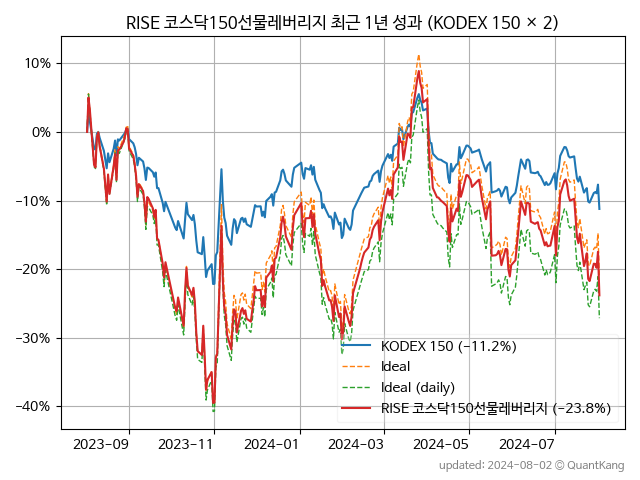 RISE 코스닥150선물레버리지 최근 1년 성과 (KODEX 150 × 2)
10%
0%
−10%
−20%
−30%
−40%
KODEX 150 (−11.2%)
Ideal
Ideal (daily)
RISE 코스닥150선물레버리지 (−23.8%)
2023-09
2023-11
2024-01
2024-03
2024-05
2024-07
updated: 2024-08-02 © QuantKang